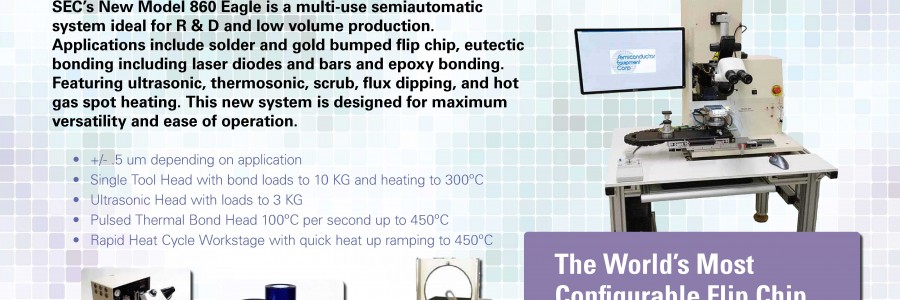 SEC's New Model 860 Eagle is a multi-use semiautomatic
system ideal for R & D and low volume production.
Applications include solder and gold bumped flip chip, eutectic
bonding including laser diodes and bars and epoxy bonding.
Featuring ultrasonic, thermosonic, scrub, flux dipping, and hot
gas spot heating. This new system is designed for maximum
versatility and ease of operation.
• +/- .5 um depending on application
• Single Tool Head with bond loads to 10 KG and heating to 300ºC
• Ultrasonic Head with loads to 3 KG
• Pulsed Thermal Bond Head 100ºC per second up to 450ºC
• Rapid Heat Cycle Workstage with quick heat up ramping to 450ºC
Semiconductor
Equipment
Corp
The World's Most
Configurable Flip Chip